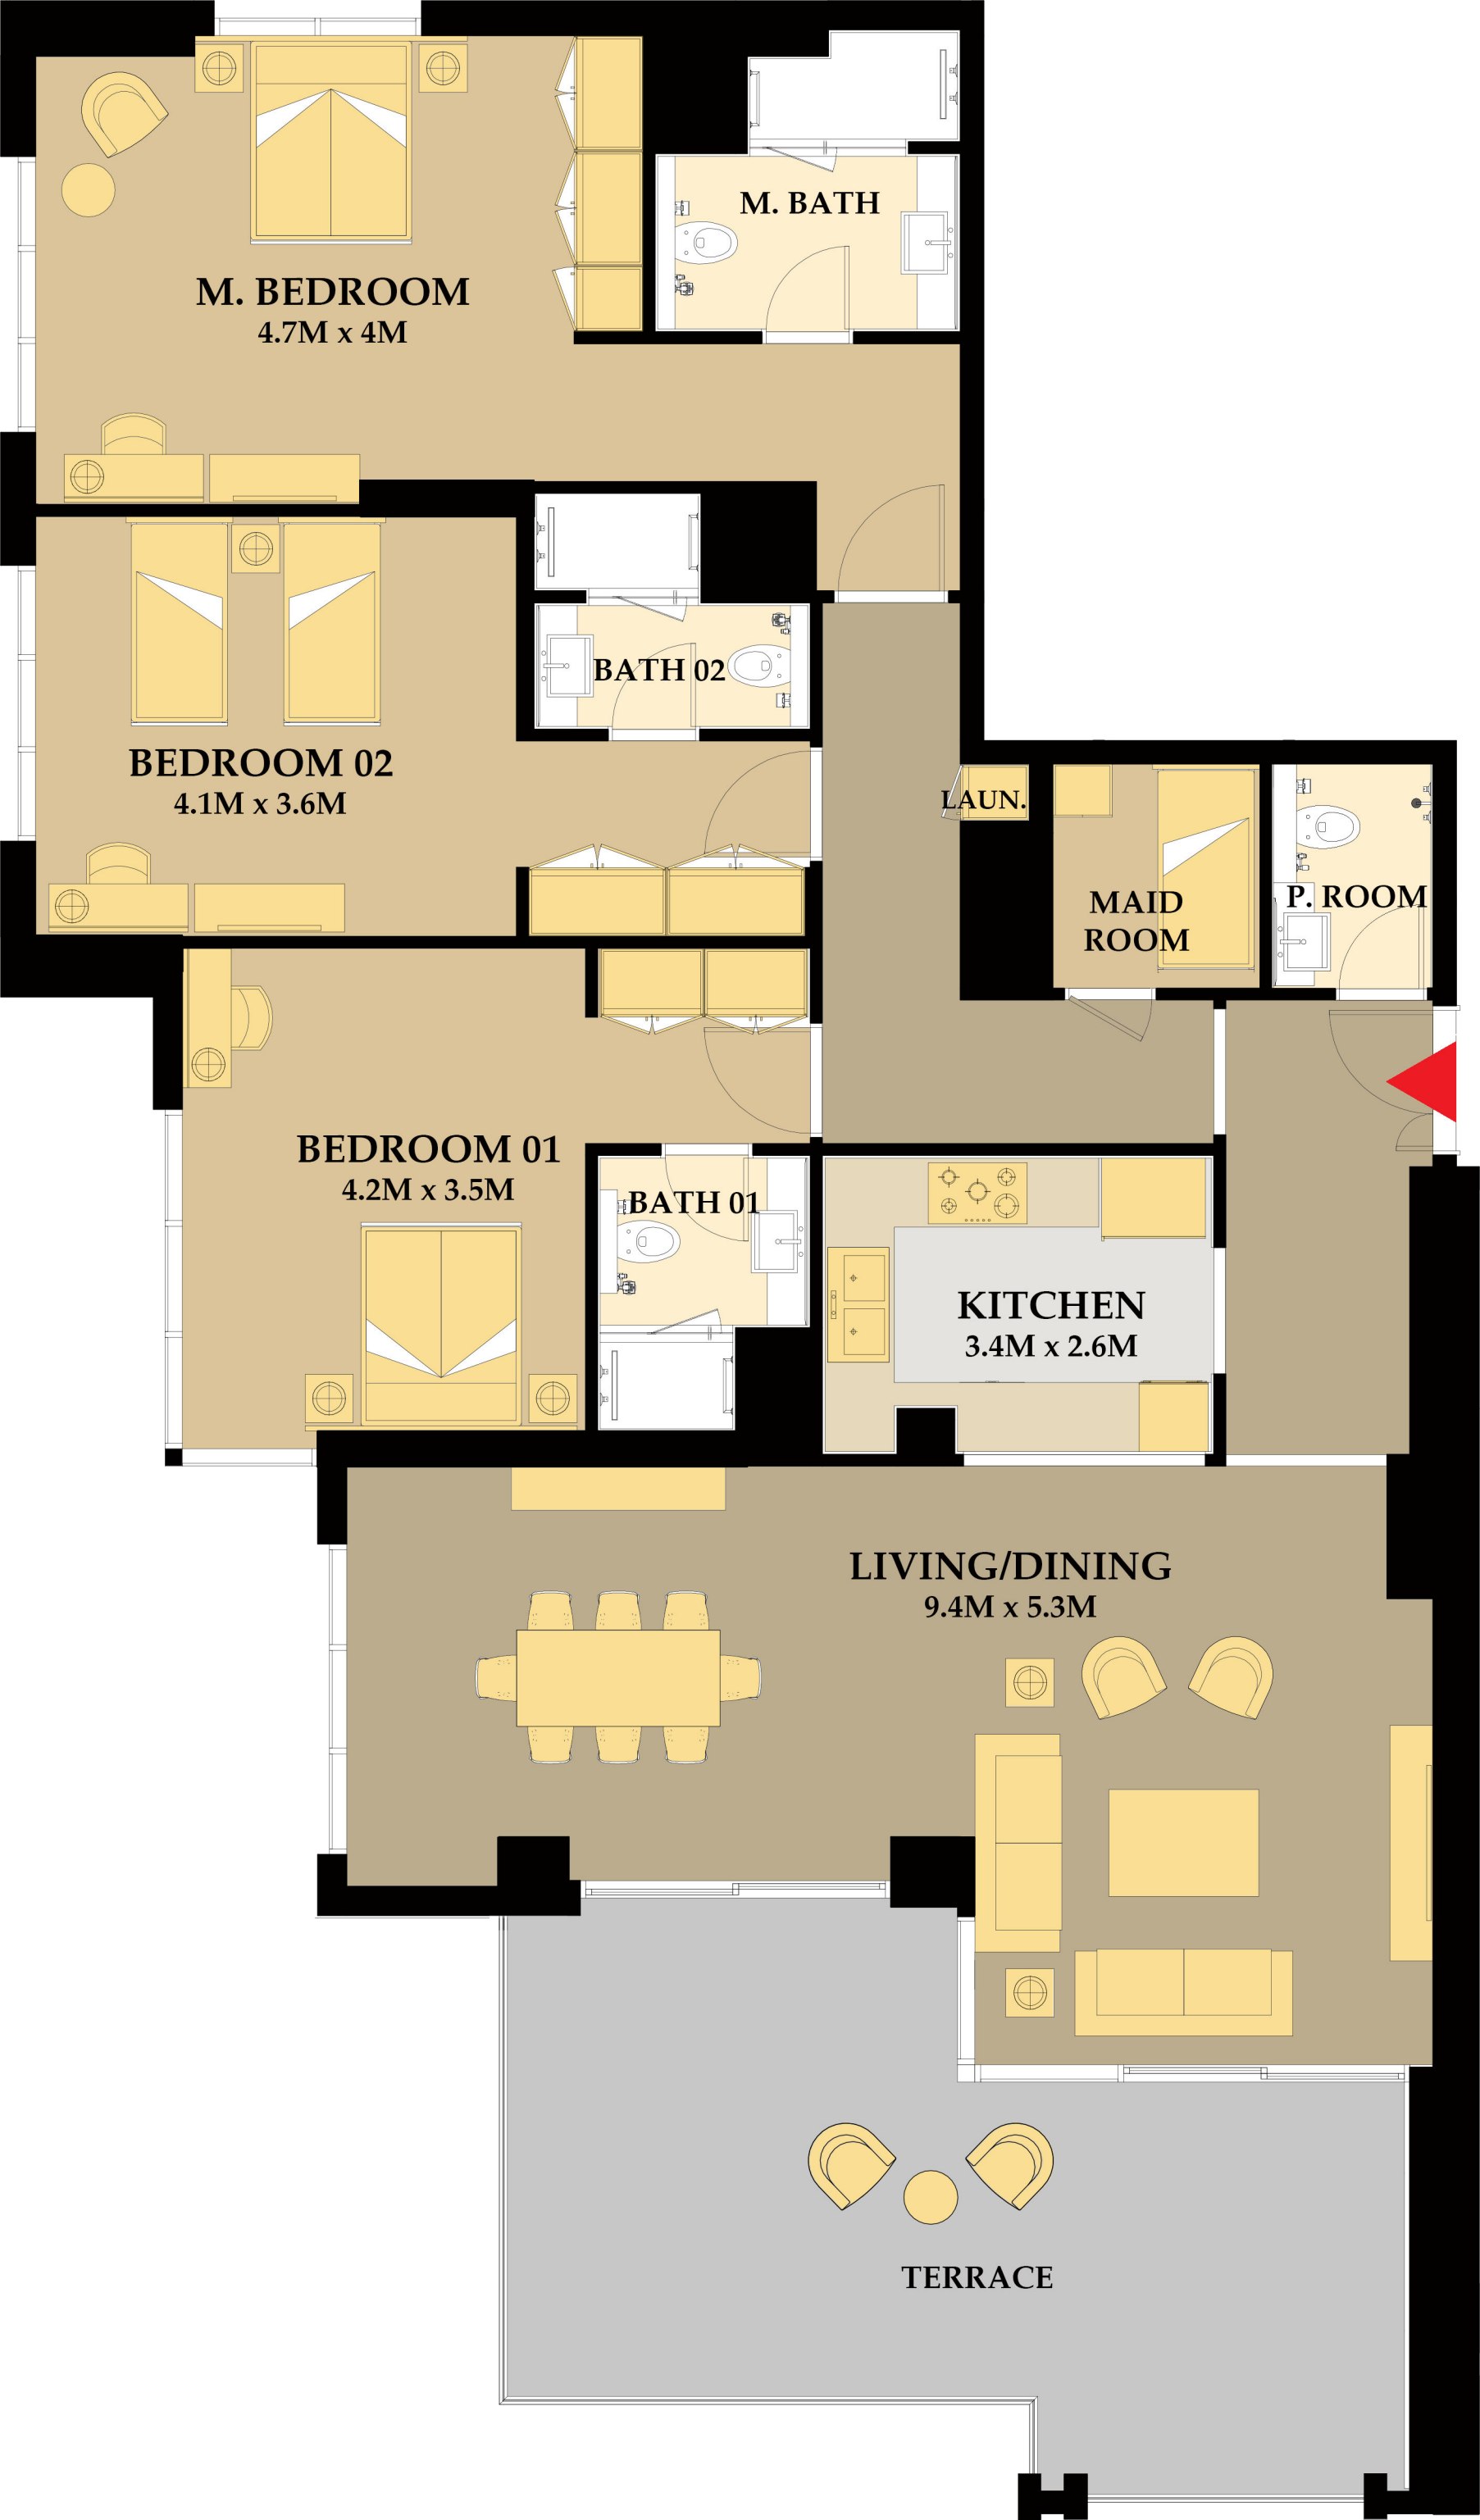 M. BATH
M. BEDROOM
4.7M x 4M
BATH 02
BEDROOM 02
4.1M x 3.6M
LAUN.
MAID
ROOM
P. ROOM
BEDROOM 01
4.2M x 3.5M
BATH 01
KITCHEN
3.4M x 2.6M
LIVING/DINING
9.4M x 5.3M
TERRACE